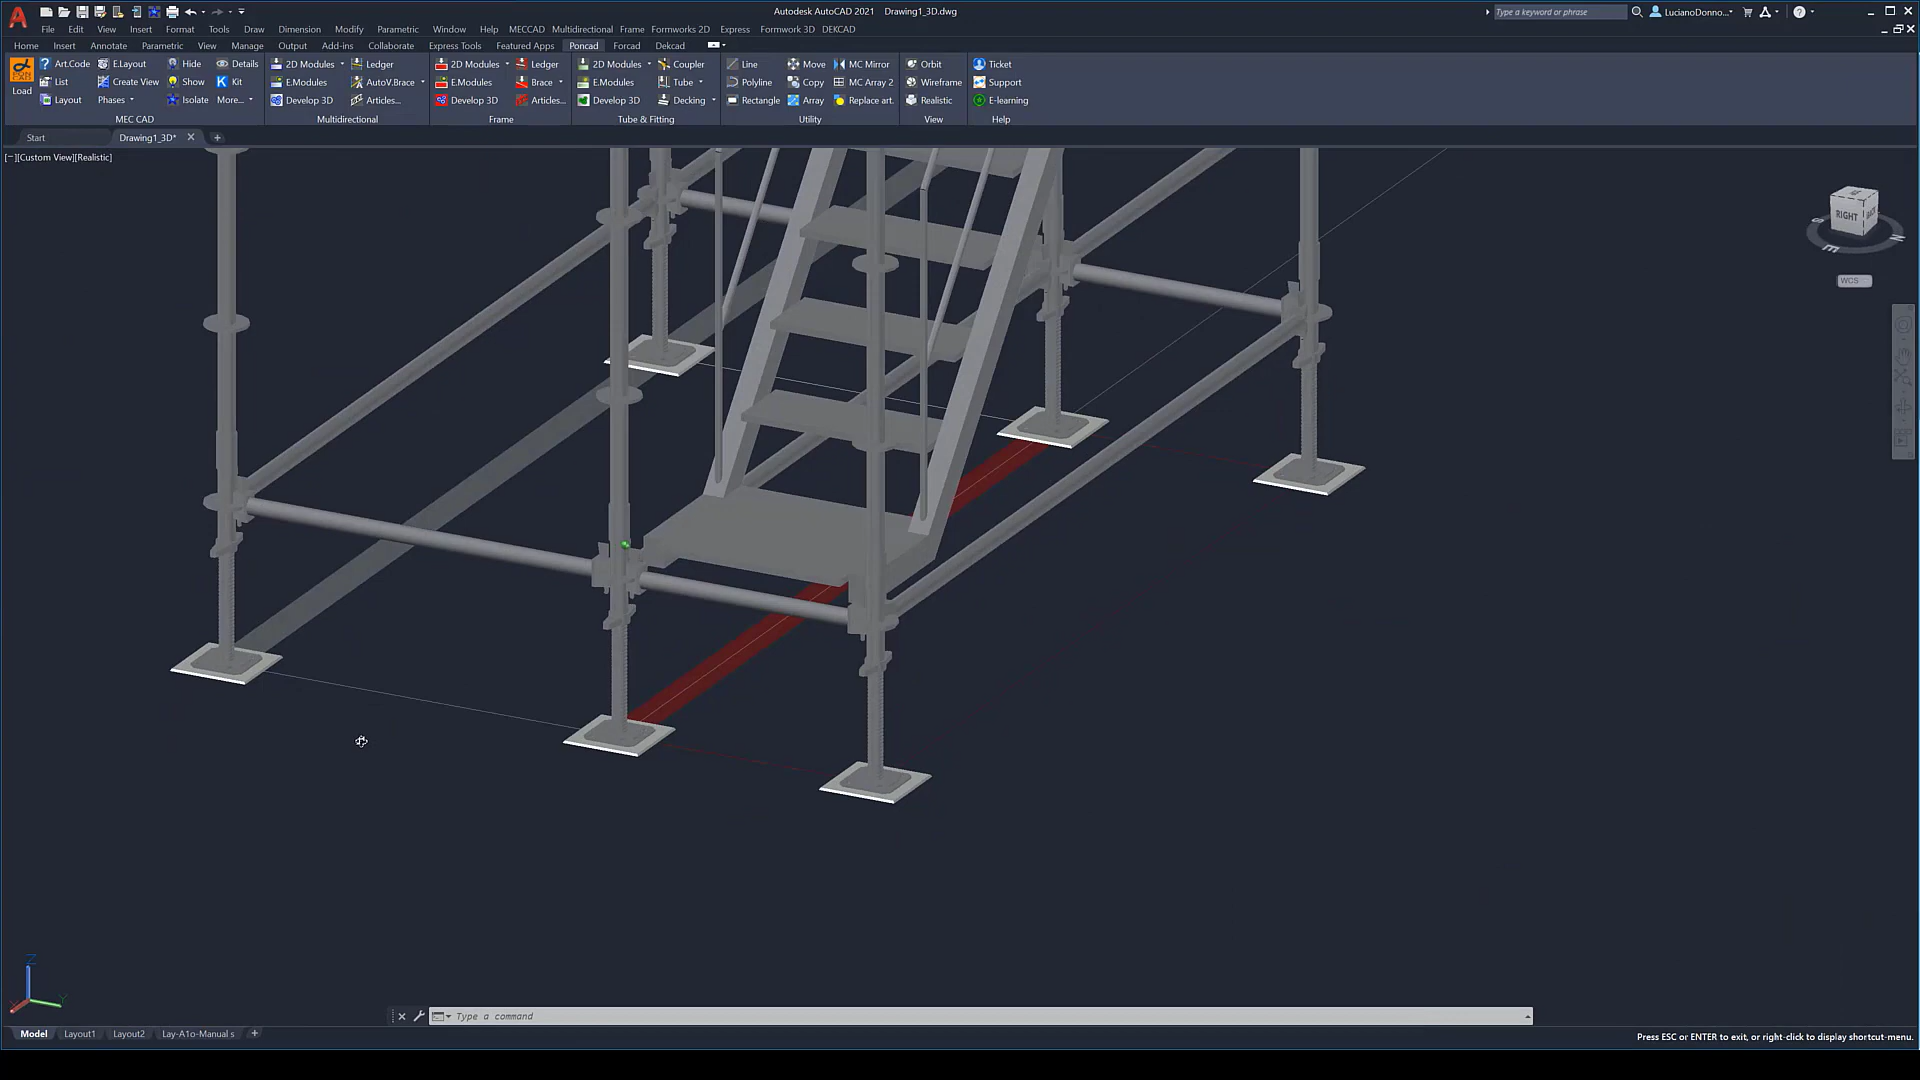 Autodesk AutoCAD 2021 Drawing1_3D.dwg
Type a keyword or phrase
LucianoDonno...
File Edit View Insert Format Tools Draw Dimension Modify Parametric Window Help MECCAD Multidirectional Frame Formworks 2D Express Formwork 3D DEKCAD
Home Insert Annotate Parametric View Manage Output Add-ins Collaborate Express Tools Featured Apps Poncad Forcad Dekcad
? Art.Code E.Layout Hide Details 2D Modules Ledger 2D Modules Ledger 2D Modules Coupler Line Move MC Mirror Orbit Ticket
List Create View Show Kit E.Modules AutoV.Brace E.Modules Brace E.Modules Tube Polyline Copy MC Array 2 Wireframe Support
Load Layout Phases Isolate More... Develop 3D Articles... Develop 3D Articles... Develop 3D Decking Rectangle Array Replace art. Realistic E-learning
MEC CAD Multidirectional Frame Tube & Fitting Utility View Help
Start Drawing1_3D*
[−][Custom View][Realistic]
RIGHT BACK
N
E
WCS
Z
Y
Type a command
Model Layout1 Layout2 Lay-A1o-Manual s +
Press ESC or ENTER to exit, or right-click to display shortcut-menu.